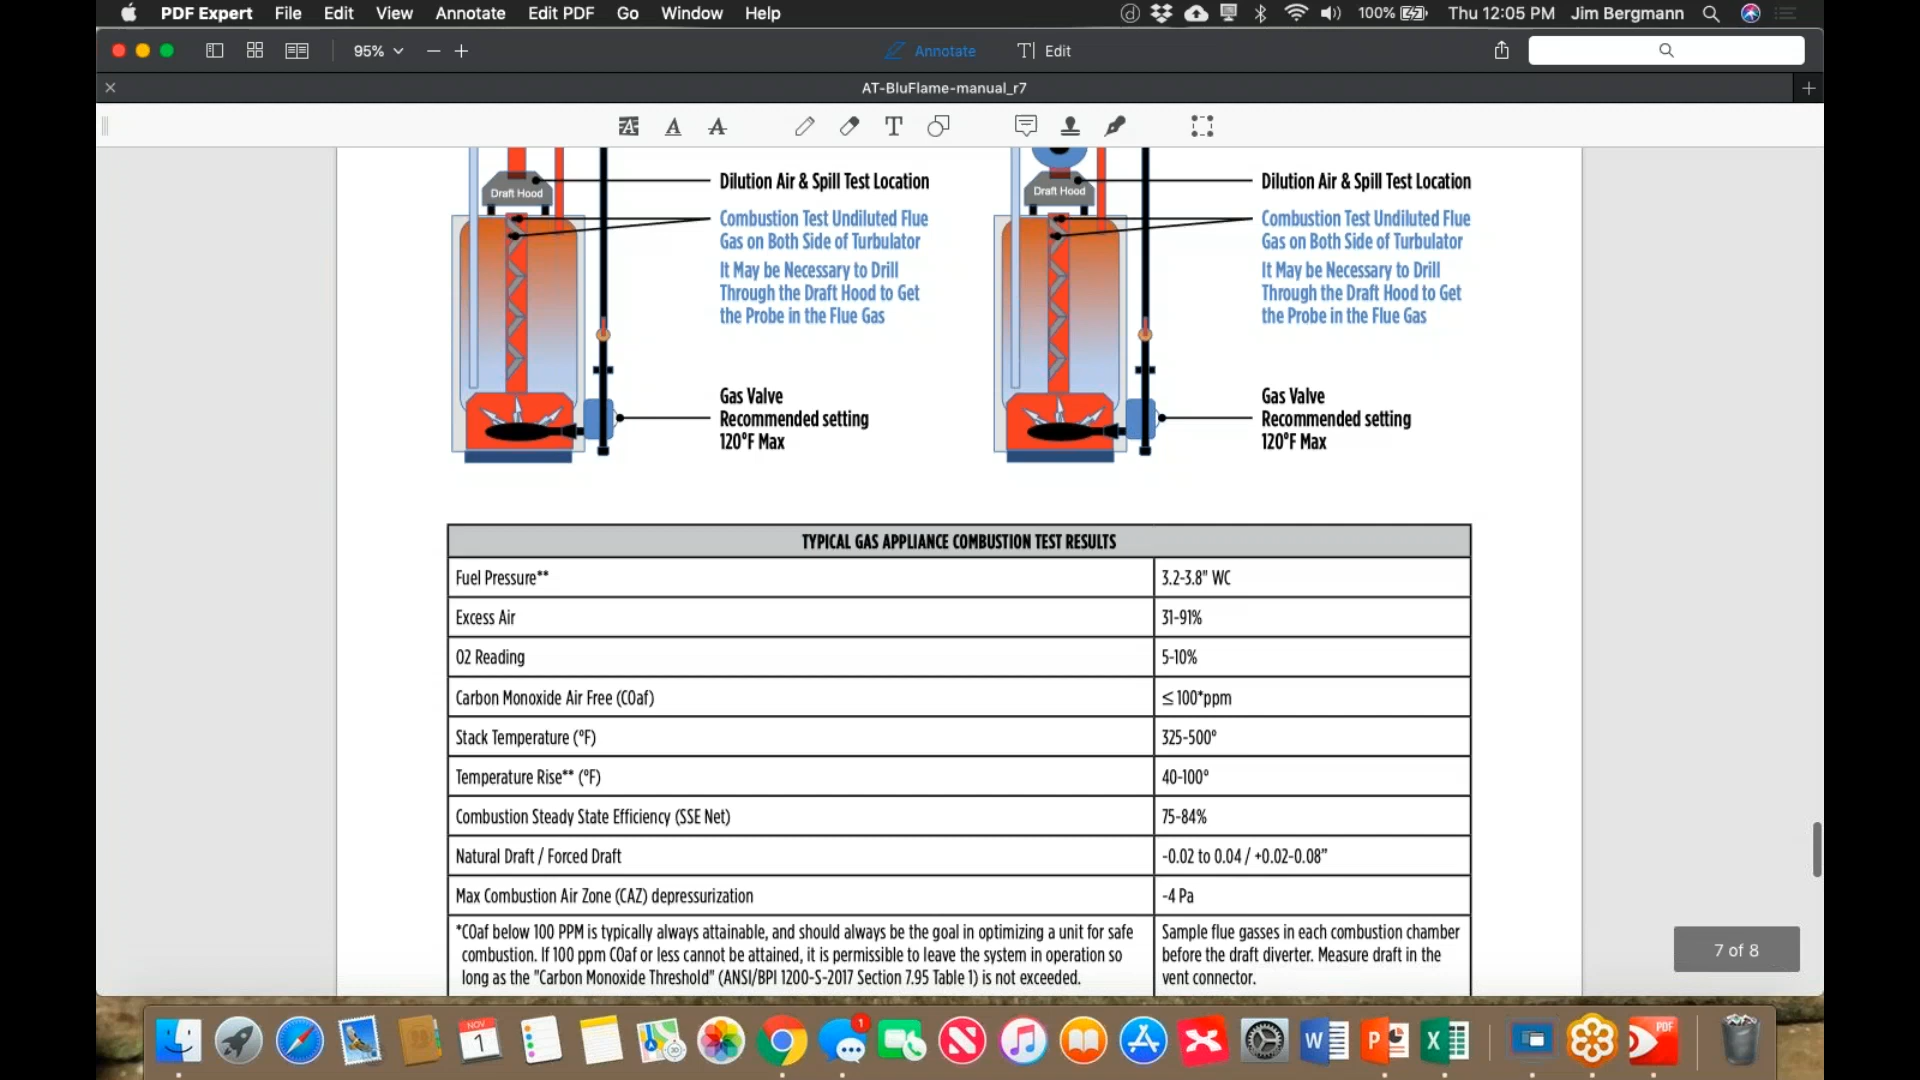 PDF Expert File Edit View Annotate Edit PDF Go Window Help 100% Thu 12:05 PM Jim Bergmann
95% Annotate T| Edit
AT-BluFlame-manual_r7
A A A T
Draft Hood
Dilution Air & Spill Test Location
Combustion Test Undiluted Flue
Gas on Both Side of Turbulator
It May be Necessary to Drill
Through the Draft Hood to Get
the Probe in the Flue Gas
Gas Valve
Recommended setting
120°F Max
Draft Hood
Dilution Air & Spill Test Location
Combustion Test Undiluted Flue
Gas on Both Side of Turbulator
It May be Necessary to Drill
Through the Draft Hood to Get
the Probe in the Flue Gas
Gas Valve
Recommended setting
120°F Max
TYPICAL GAS APPLIANCE COMBUSTION TEST RESULTS
Fuel Pressure** 3.2-3.8" WC
Excess Air 31-91%
O2 Reading 5-10%
Carbon Monoxide Air Free (COaf) ≤ 100*ppm
Stack Temperature (°F) 325-500°
Temperature Rise** (°F) 40-100°
Combustion Steady State Efficiency (SSE Net) 75-84%
Natural Draft / Forced Draft -0.02 to 0.04 / +0.02-0.08”
Max Combustion Air Zone (CAZ) depressurization -4 Pa
*COaf below 100 PPM is typically always attainable, and should always be the goal in optimizing a unit for safe
combustion. If 100 ppm COaf or less cannot be attained, it is permissible to leave the system in operation so
long as the "Carbon Monoxide Threshold" (ANSI/BPI 1200-S-2017 Section 7.95 Table 1) is not exceeded.
Sample flue gasses in each combustion chamber
before the draft diverter. Measure draft in the
vent connector.
7 of 8
NOV
1
1
N
W
P
X
PDF